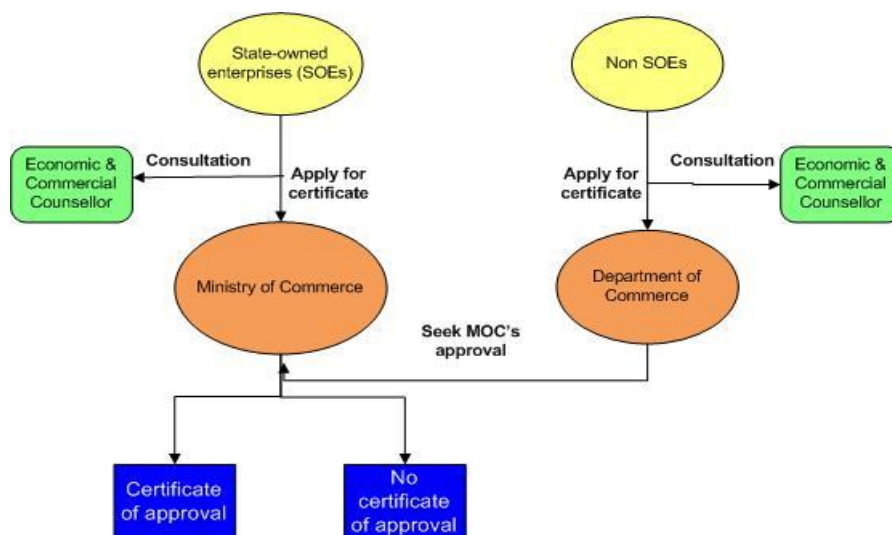 State-owned
enterprises (SOEs)
Non SOEs
Economic &
Commercial
Counsellor
Consultation
Apply for
certificate
Apply for
certificate
Consultation
Economic &
Commercial
Counsellor
Ministry of Commerce
Department of
Commerce
Seek MOC's
approval
Certificate
of approval
No
certificate
of approval